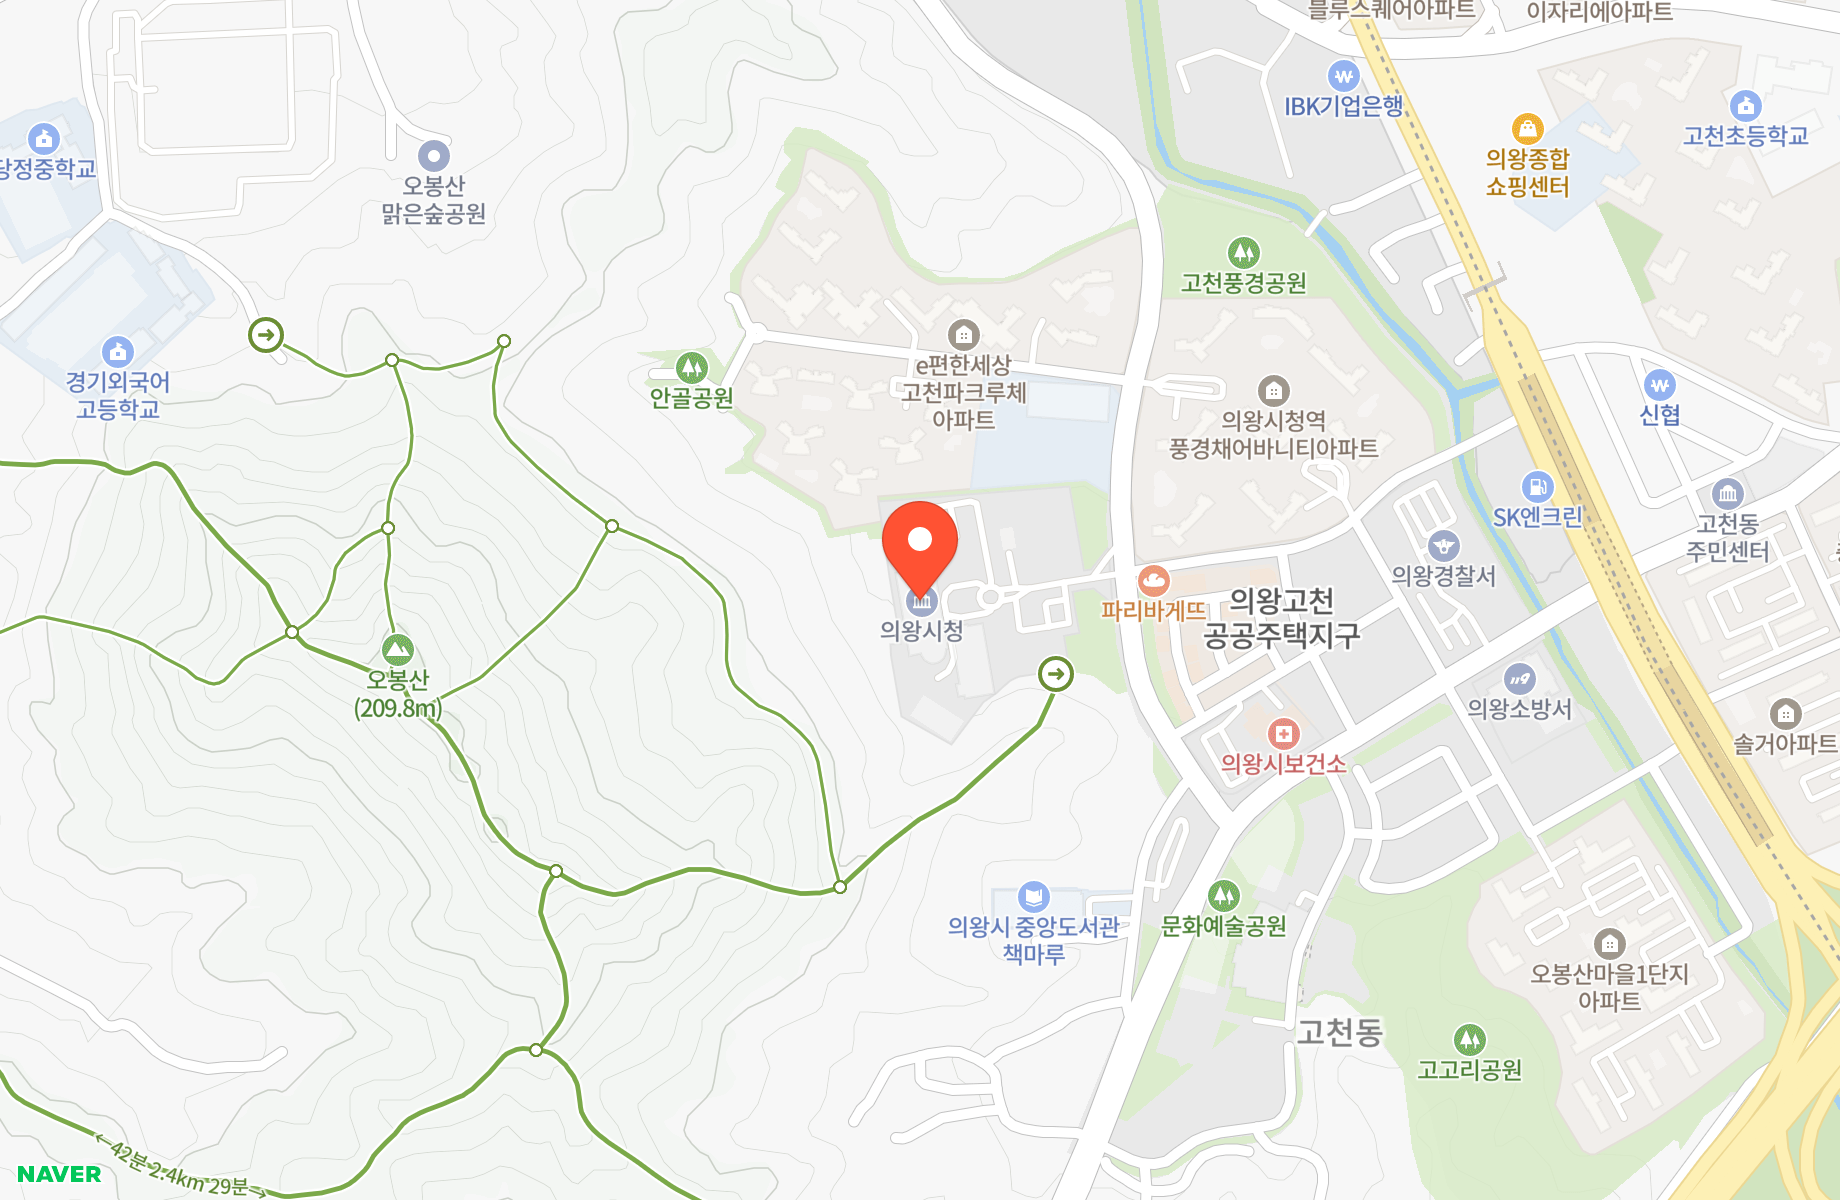 블루스퀘어아파트
이자리에아파트
IBK기업은행
고천초등학교
의왕종합
쇼핑센터
당정중학교
오봉산
맑은숲공원
고천풍경공원
경기외국어
고등학교
안골공원
e편한세상
고천파크루체
아파트
의왕시청역
풍경채어바니티아파트
신협
SK엔크린
고천동
주민센터
의왕경찰서
파리바게뜨
의왕고천
공공주택지구
의왕시청
오봉산
(209.8m)
의왕소방서
솔거아파트
의왕시보건소
의왕시 중앙도서관
책마루
문화예술공원
오봉산마을1단지
아파트
고천동
고고리공원
←42분 2.4km 29분→
NAVER